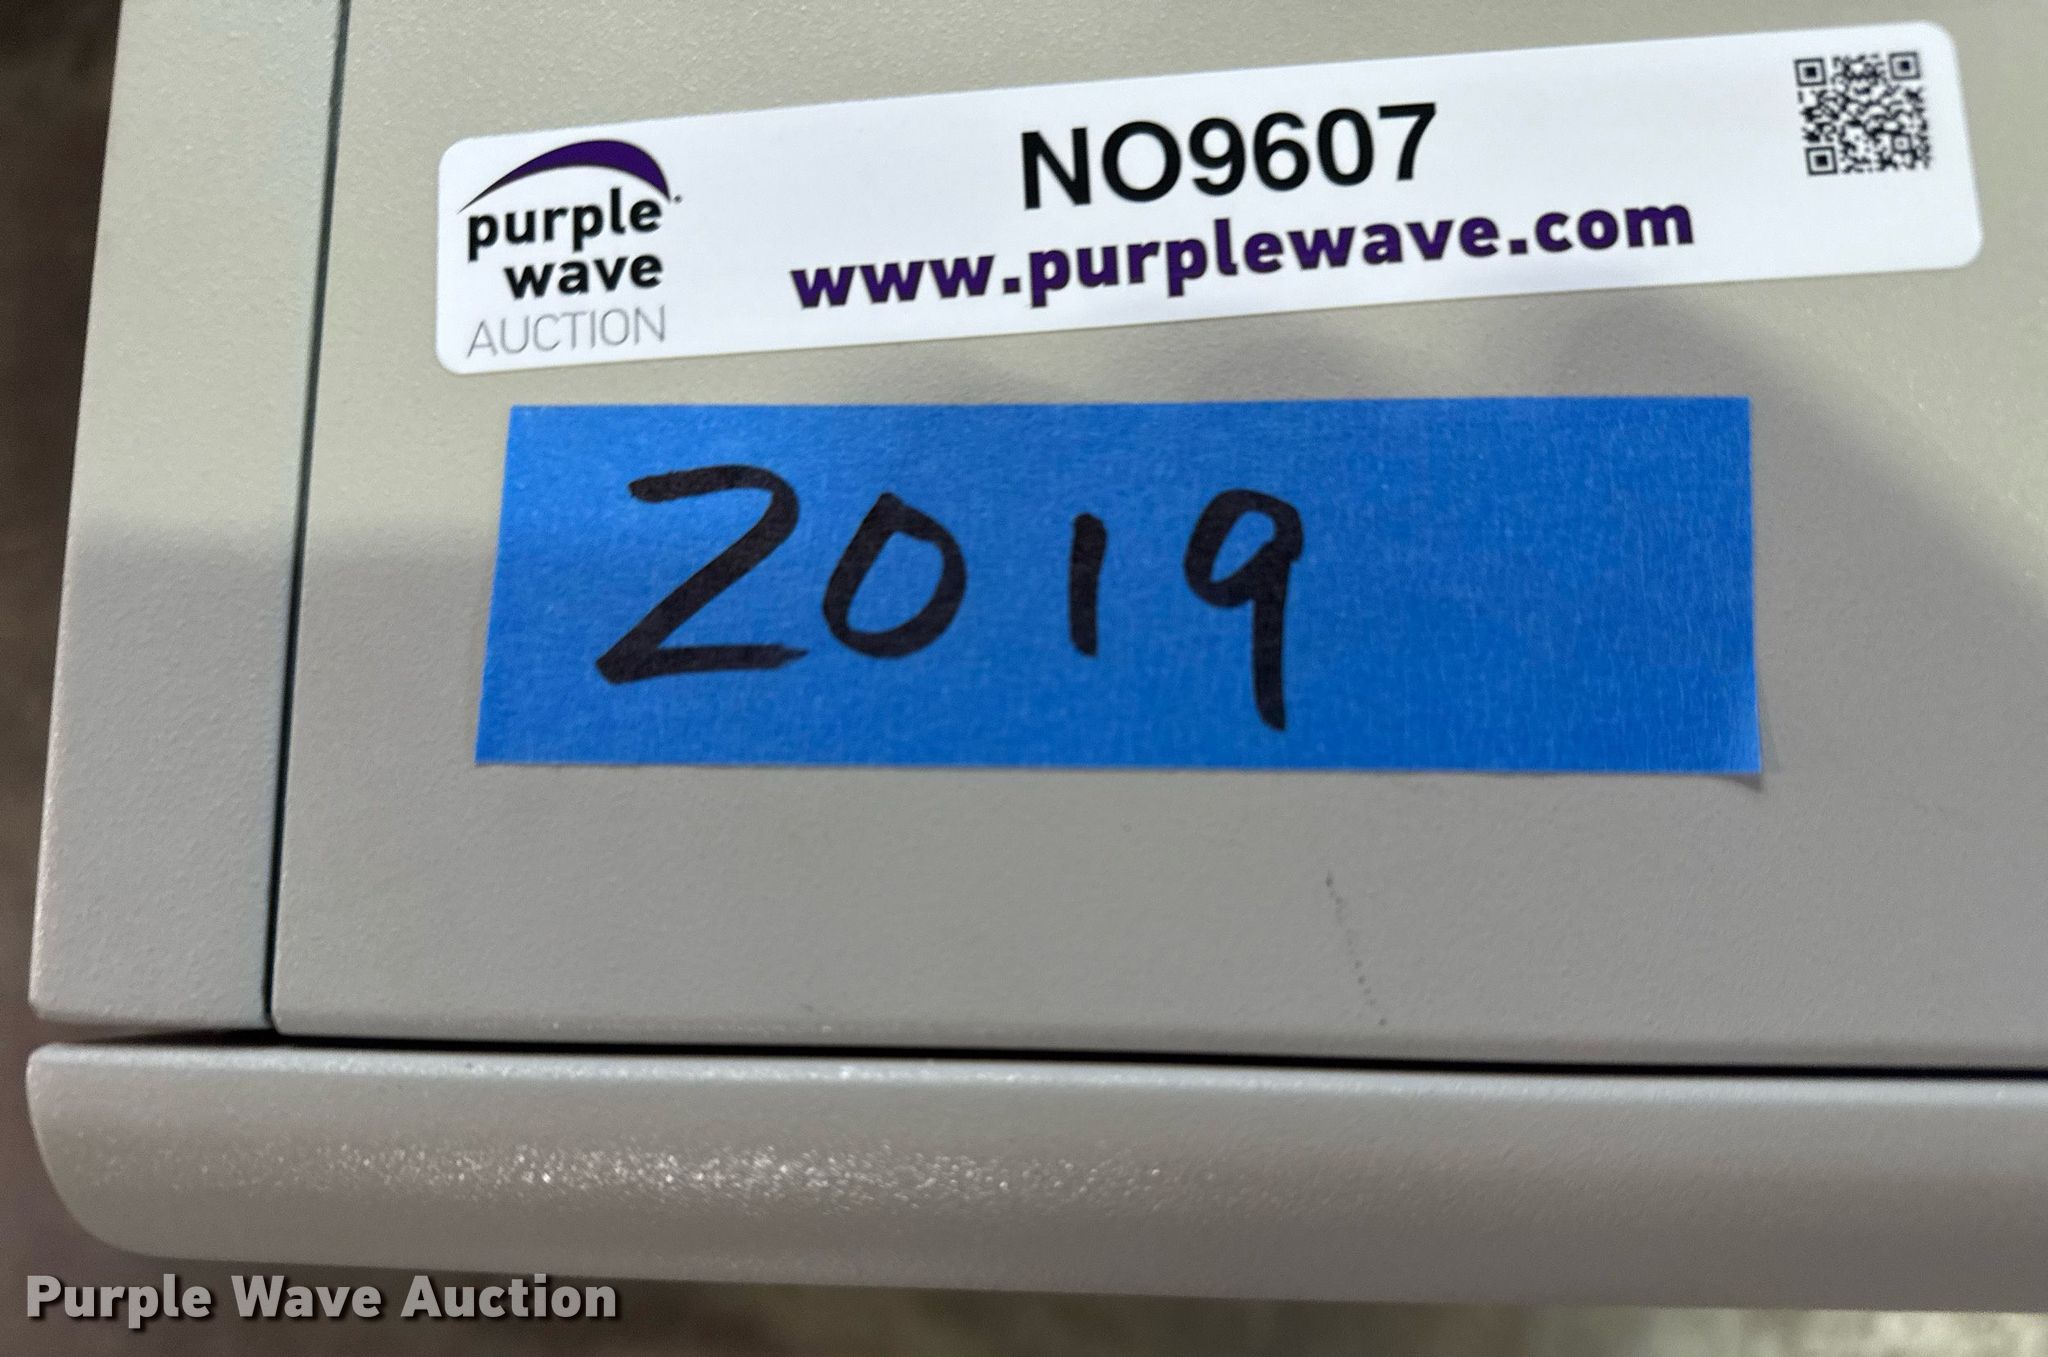 purple
wave
AUCTION
NO9607
www.purplewave.com
2019
Purple Wave Auction